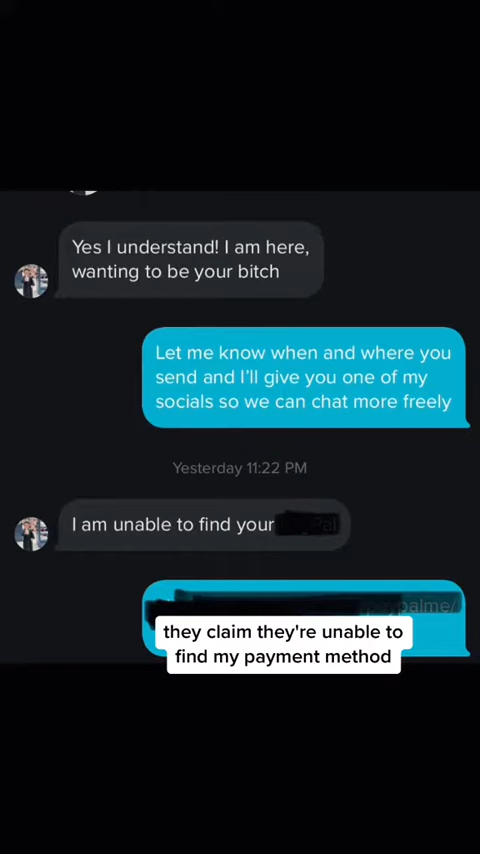 Yes I understand! I am here,
wanting to be your bitch
Let me know when and where you
send and I'll give you one of my
socials so we can chat more freely
Yesterday 11:22 PM
I am unable to find your
palme/
they claim they're unable to
find my payment method